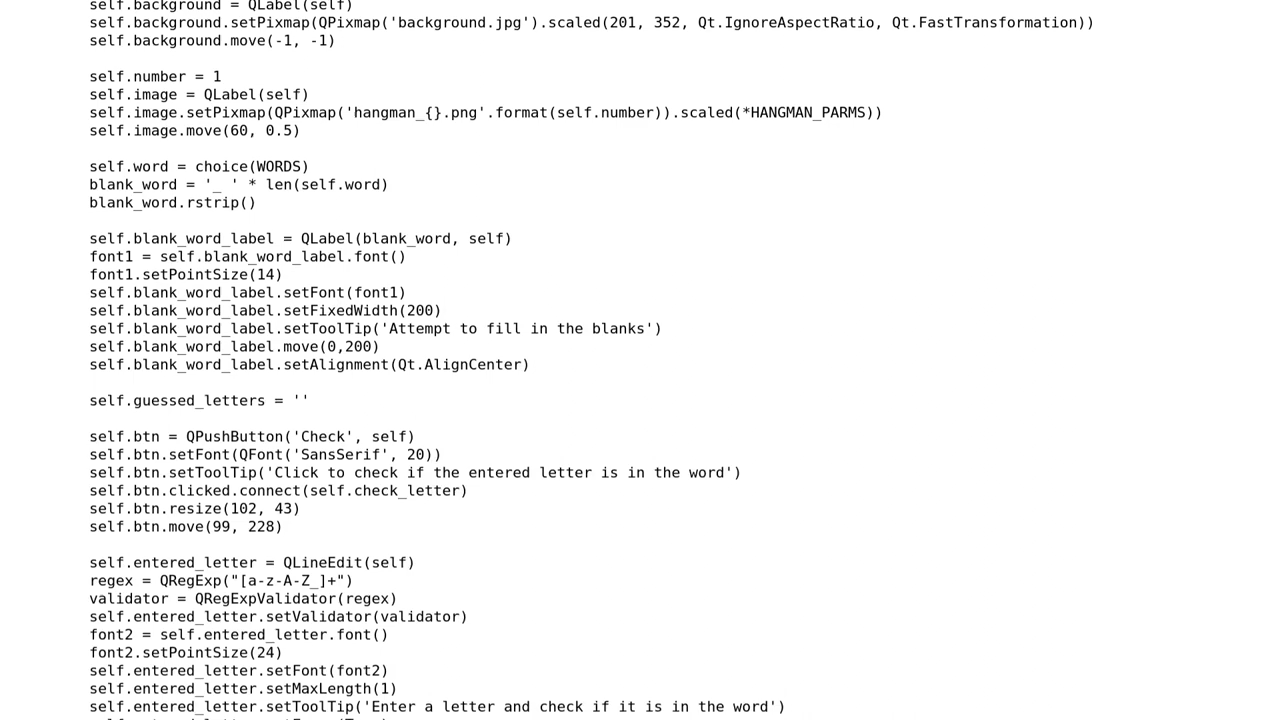 self.background = QLabel(self)
self.background.setPixmap(QPixmap('background.jpg').scaled(201, 352, Qt.IgnoreAspectRatio, Qt.FastTransformation))
self.background.move(-1, -1)
self.number = 1
self.image = QLabel(self)
self.image.setPixmap(QPixmap('hangman_{}.png'.format(self.number)).scaled(*HANGMAN_PARMS))
self.image.move(60, 0.5)
self.word = choice(WORDS)
blank_word = '_ ' * len(self.word)
blank_word.rstrip()
self.blank_word_label = QLabel(blank_word, self)
font1 = self.blank_word_label.font()
font1.setPointSize(14)
self.blank_word_label.setFont(font1)
self.blank_word_label.setFixedWidth(200)
self.blank_word_label.setToolTip('Attempt to fill in the blanks')
self.blank_word_label.move(0,200)
self.blank_word_label.setAlignment(Qt.AlignCenter)
self.guessed_letters = ''
self.btn = QPushButton('Check', self)
self.btn.setFont(QFont('SansSerif', 20))
self.btn.setToolTip('Click to check if the entered letter is in the word')
self.btn.clicked.connect(self.check_letter)
self.btn.resize(102, 43)
self.btn.move(99, 228)
self.entered_letter = QLineEdit(self)
regex = QRegExp("[a-z-A-Z_]+")
validator = QRegExpValidator(regex)
self.entered_letter.setValidator(validator)
font2 = self.entered_letter.font()
font2.setPointSize(24)
self.entered_letter.setFont(font2)
self.entered_letter.setMaxLength(1)
self.entered_letter.setToolTip('Enter a letter and check if it is in the word')